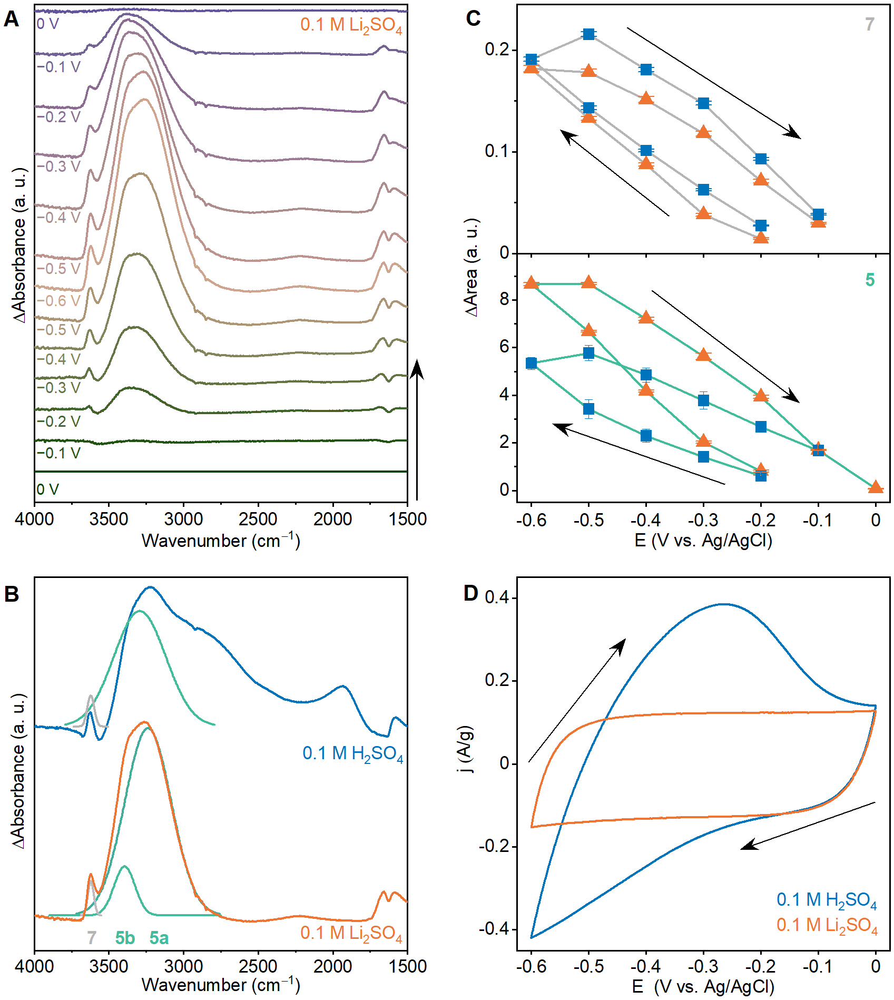 A
0 V
0.1 M Li₂SO₄
−0.1 V
−0.2 V
−0.3 V
−0.4 V
−0.5 V
−0.6 V
−0.5 V
−0.4 V
−0.3 V
−0.2 V
−0.1 V
0 V
ΔAbsorbance (a. u.)
4000 3500 3000 2500 2000 1500
Wavenumber (cm⁻¹)
B
0.1 M H₂SO₄
0.1 M Li₂SO₄
7 5b 5a
ΔAbsorbance (a. u.)
4000 3500 3000 2500 2000 1500
Wavenumber (cm⁻¹)
C
7
0.2
0.1
0
5
8
6
4
2
0
ΔArea (a. u.)
-0.6 -0.5 -0.4 -0.3 -0.2 -0.1 0
E (V vs. Ag/AgCl)
D
0.4
0.2
0
-0.2
-0.4
j (A/g)
0.1 M H₂SO₄
0.1 M Li₂SO₄
-0.6 -0.5 -0.4 -0.3 -0.2 -0.1 0
E (V vs. Ag/AgCl)